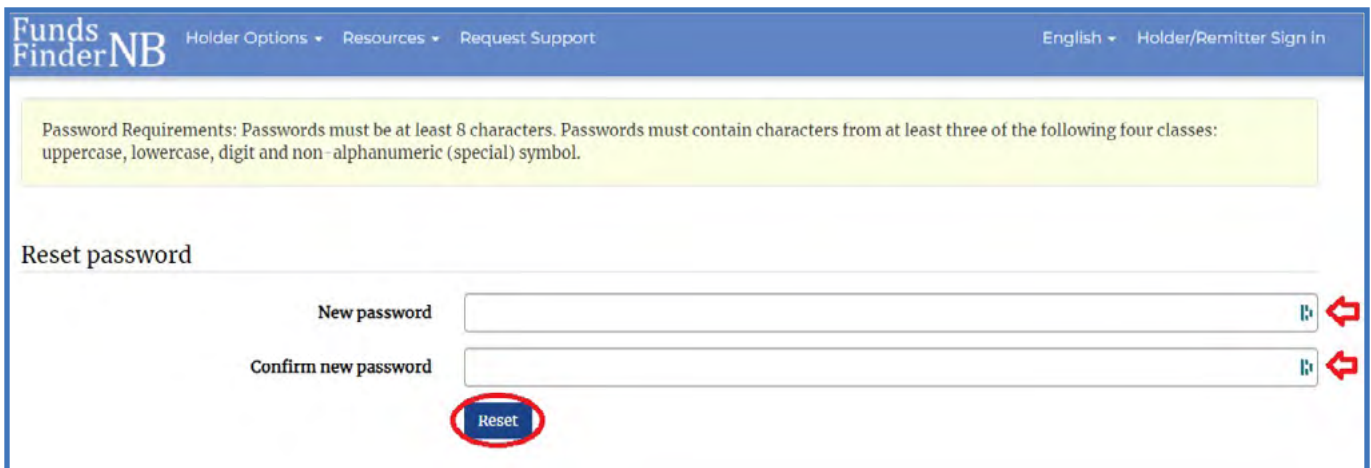 Funds
FinderNB Holder Options Resources Request Support English Holder/Remitter Sign in
Password Requirements: Passwords must be at least 8 characters. Passwords must contain characters from at least three of the following four classes:
uppercase, lowercase, digit and non-alphanumeric (special) symbol.
Reset password
New password
Confirm new password
Reset